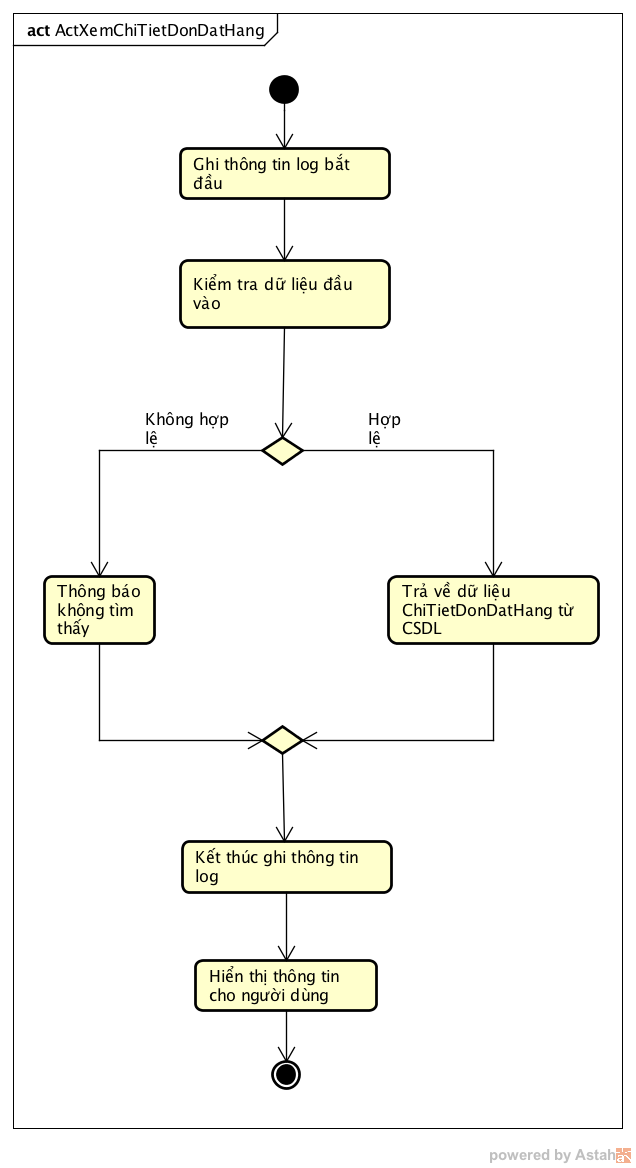 act ActXemChiTietDonDatHang
Ghi thông tin log bắt
đầu
Kiểm tra dữ liệu đầu
vào
Không hợp
lệ
Hợp
lệ
Thông báo
không tìm
thấy
Trả về dữ liệu
ChiTietDonDatHang từ
CSDL
Kết thúc ghi thông tin
log
Hiển thị thông tin
cho người dùng
powered by Astah